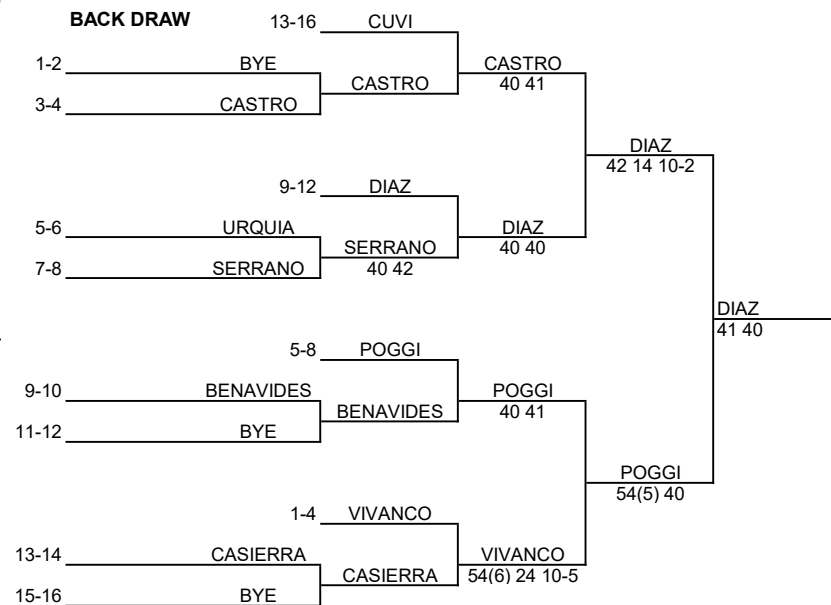 BACK DRAW
13-16 CUVI
1-2 BYE
CASTRO
CASTRO
40 41
3-4 CASTRO
DIAZ
42 14 10-2
9-12 DIAZ
5-6 URQUIA
DIAZ
40 40
SERRANO
40 42
7-8 SERRANO
DIAZ
41 40
5-8 POGGI
9-10 BENAVIDES
POGGI
40 41
BENAVIDES
11-12 BYE
POGGI
54(5) 40
1-4 VIVANCO
13-14 CASIERRA
VIVANCO
54(6) 24 10-5
CASIERRA
15-16 BYE